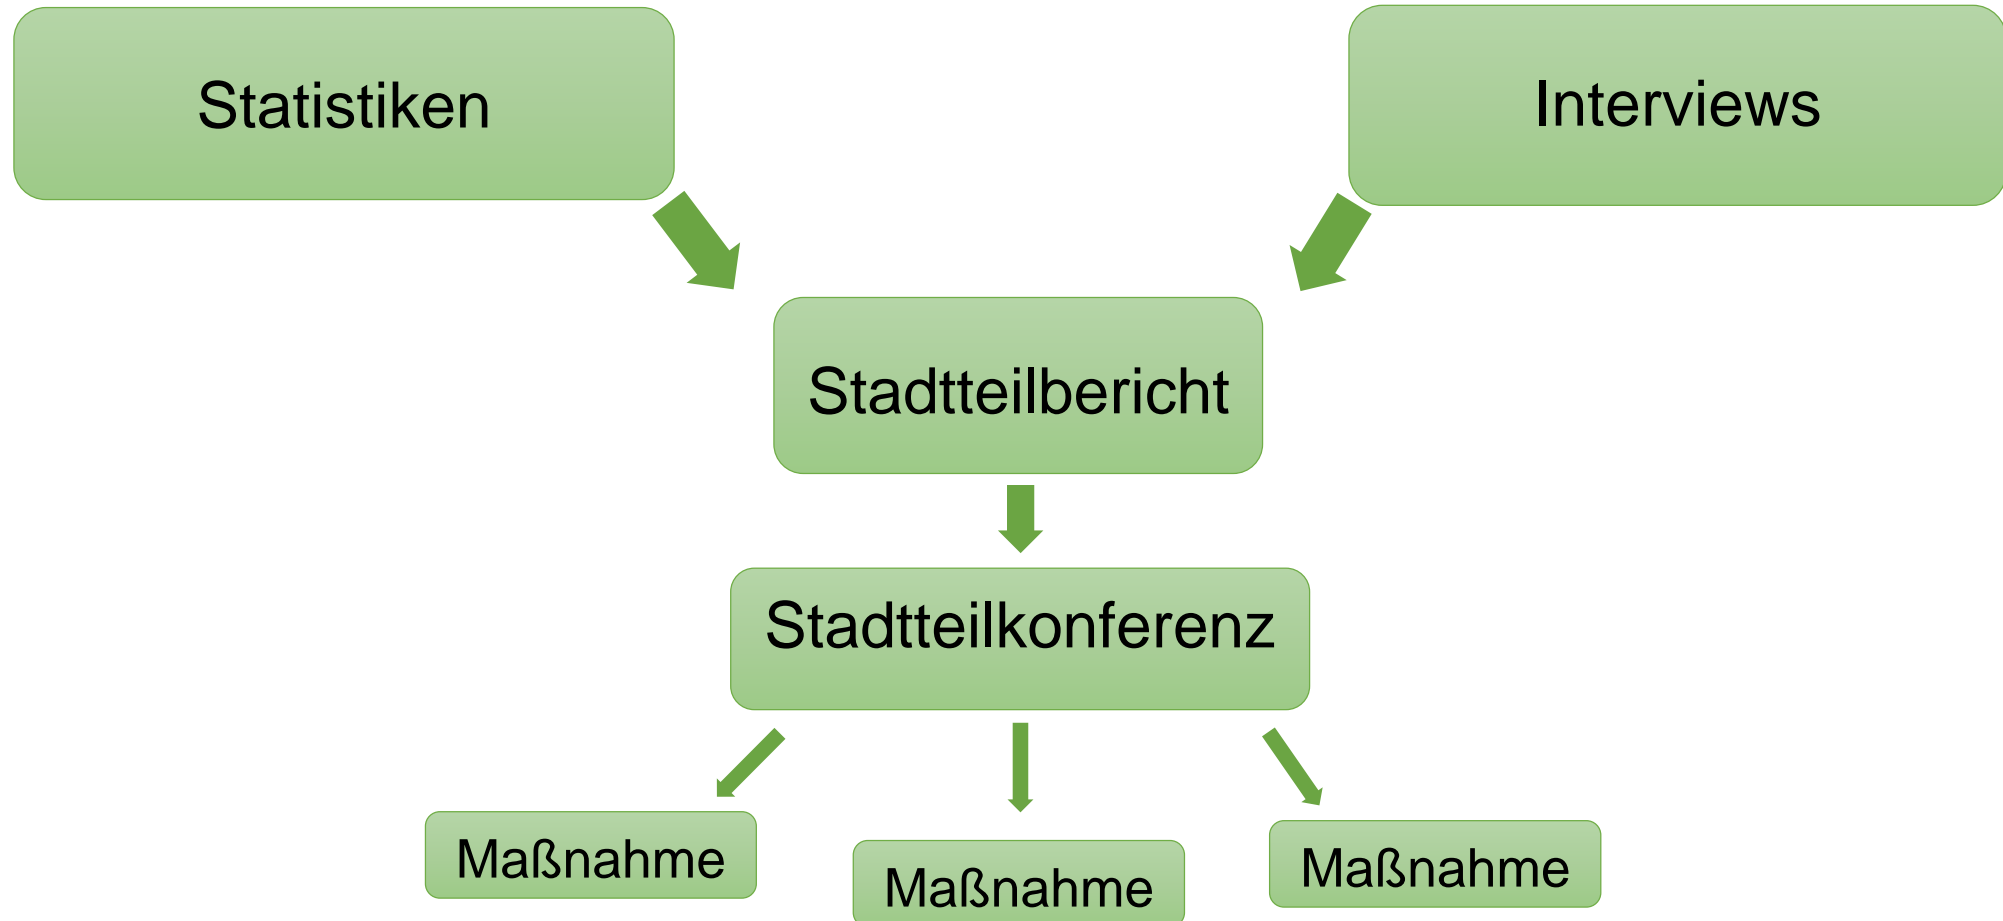 Statistiken
Interviews
Stadtteilbericht
Stadtteilkonferenz
Maßnahme
Maßnahme
Maßnahme